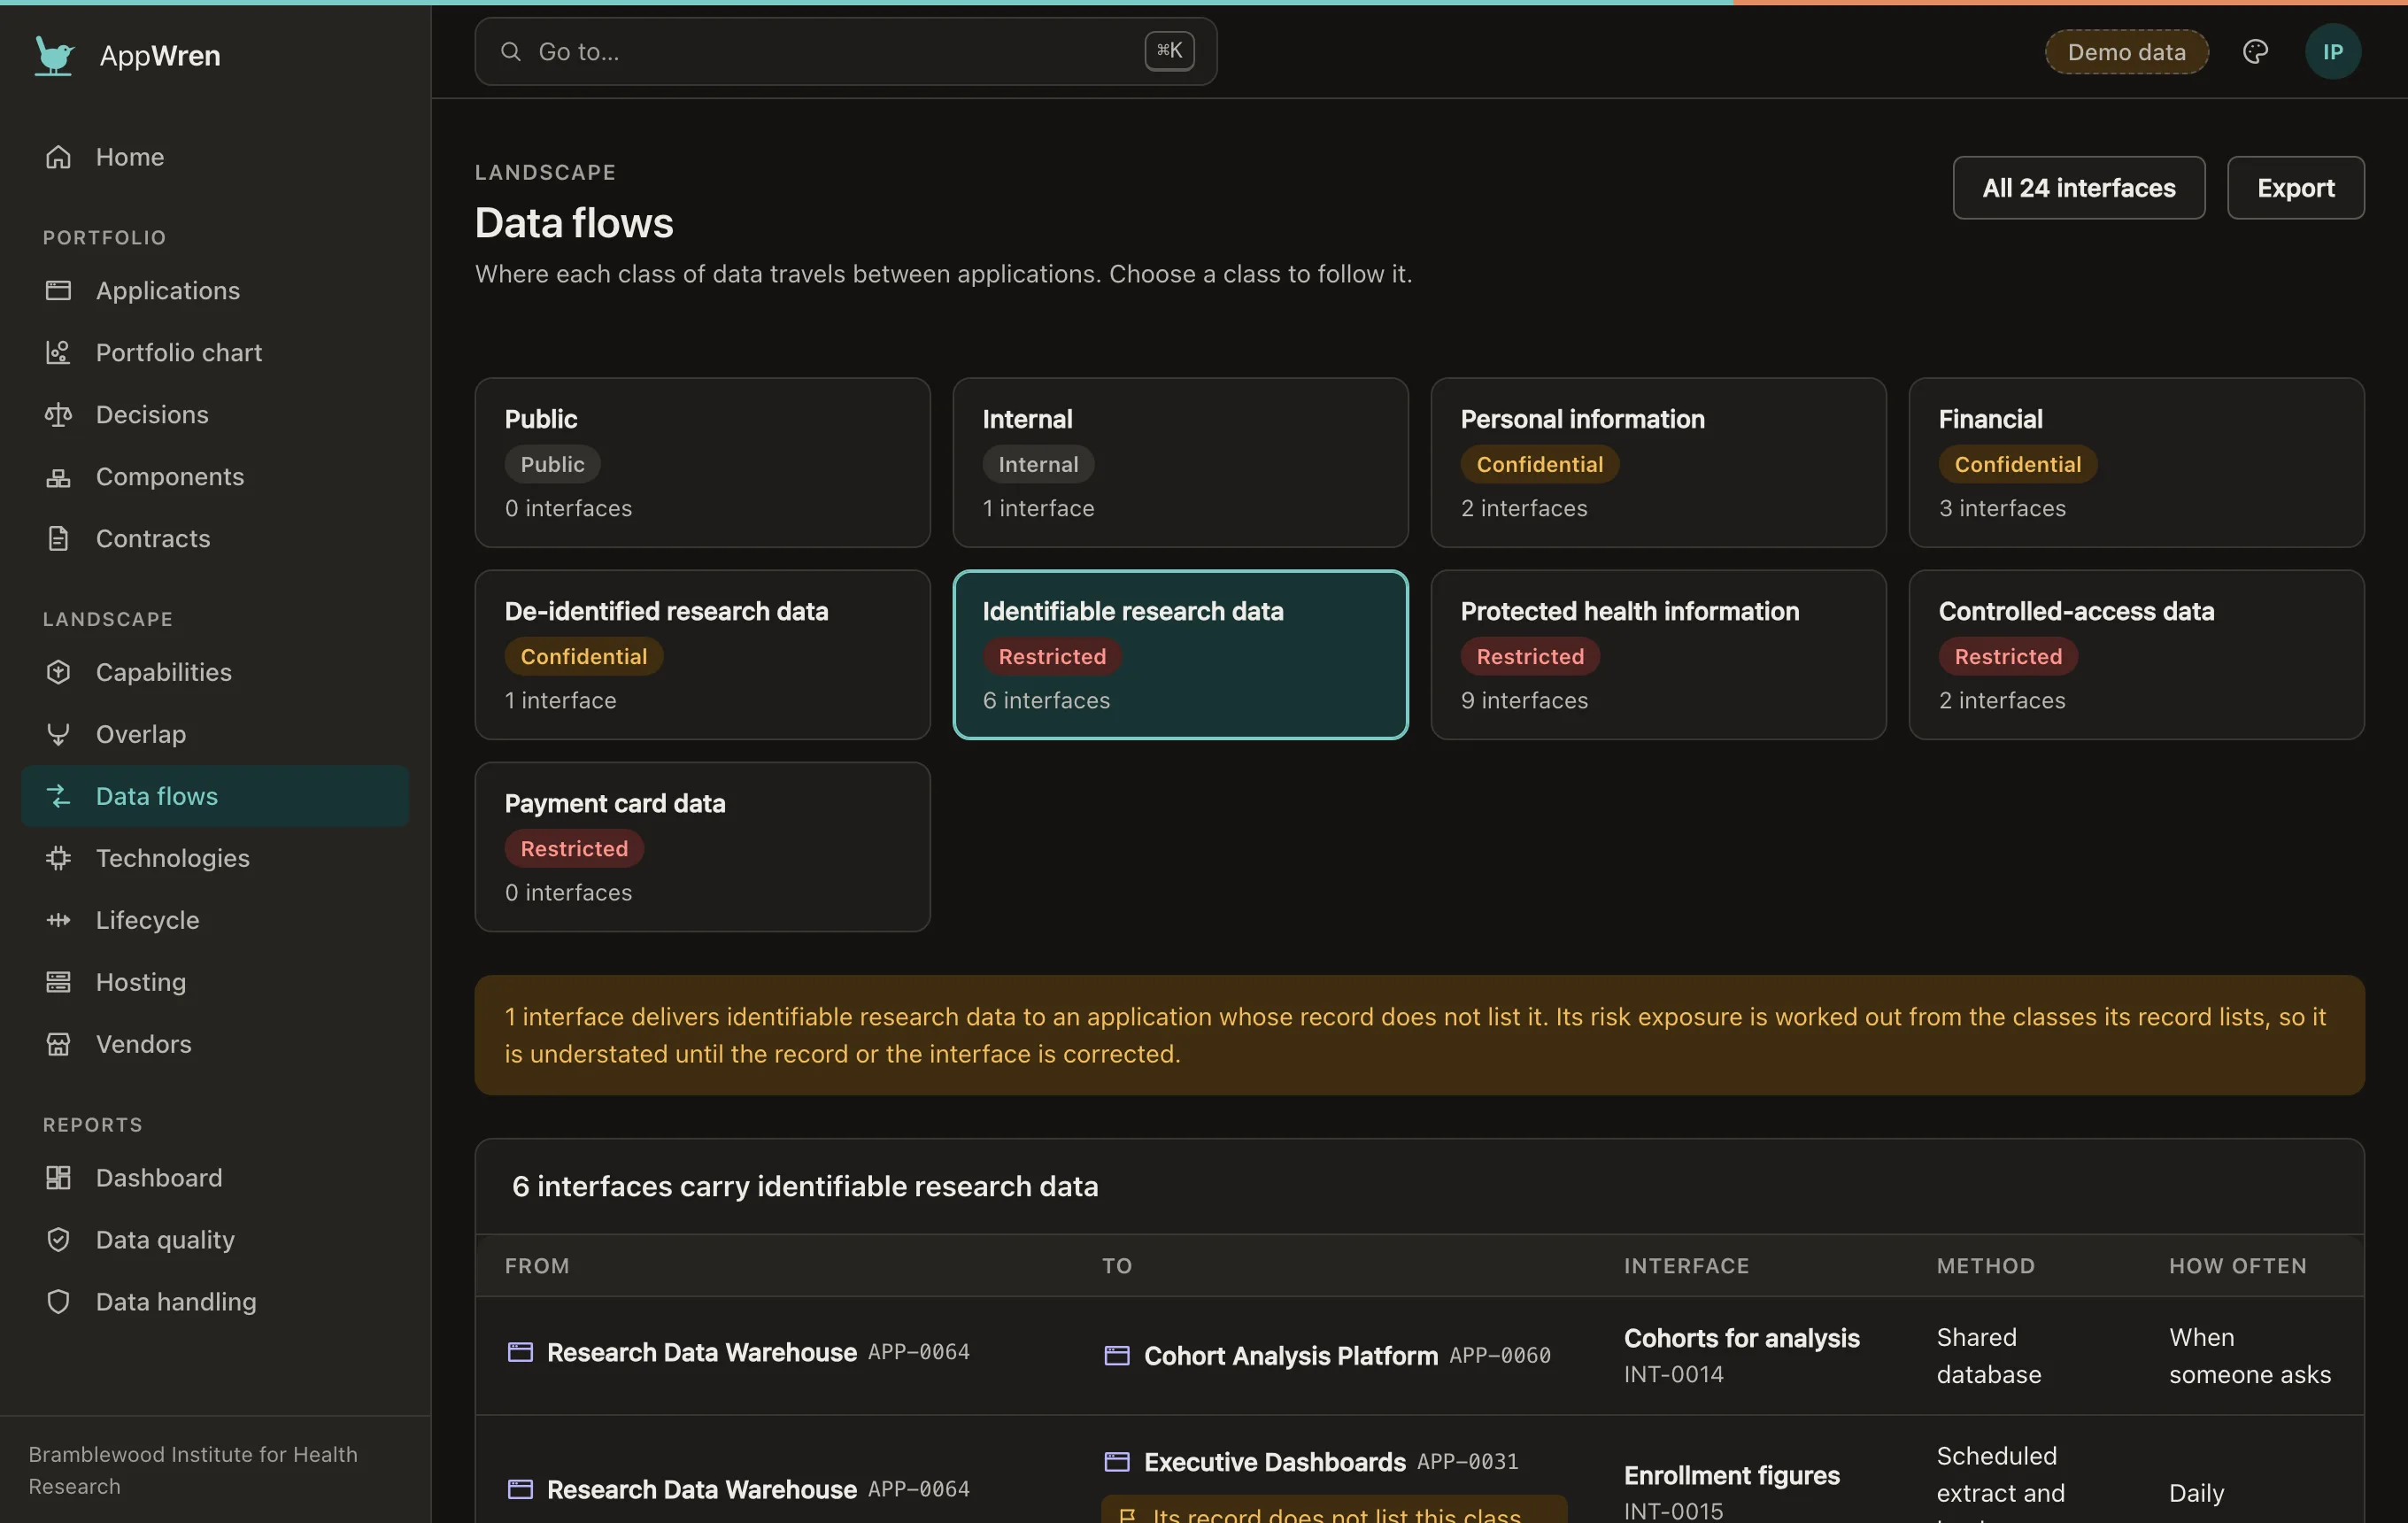 AppWren
Go to...
⌘K
Demo data
IP
Home
PORTFOLIO
Applications
Portfolio chart
Decisions
Components
Contracts
LANDSCAPE
Capabilities
Overlap
Data flows
Technologies
Lifecycle
Hosting
Vendors
REPORTS
Dashboard
Data quality
Data handling
Bramblewood Institute for Health
Research
LANDSCAPE
Data flows
Where each class of data travels between applications. Choose a class to follow it.
All 24 interfaces
Export
Public
Public
0 interfaces
Internal
Internal
1 interface
Personal information
Confidential
2 interfaces
Financial
Confidential
3 interfaces
De-identified research data
Confidential
1 interface
Identifiable research data
Restricted
6 interfaces
Protected health information
Restricted
9 interfaces
Controlled-access data
Restricted
2 interfaces
Payment card data
Restricted
0 interfaces
1 interface delivers identifiable research data to an application whose record does not list it. Its risk exposure is worked out from the classes its record lists, so it
is understated until the record or the interface is corrected.
6 interfaces carry identifiable research data
FROM TO INTERFACE METHOD HOW OFTEN
Research Data Warehouse APP-0064
Cohort Analysis Platform APP-0060
Cohorts for analysis
INT-0014
Shared
database
When
someone asks
Research Data Warehouse APP-0064
Executive Dashboards APP-0031
Its record does not list this class
Enrollment figures
INT-0015
Scheduled
extract and
Daily